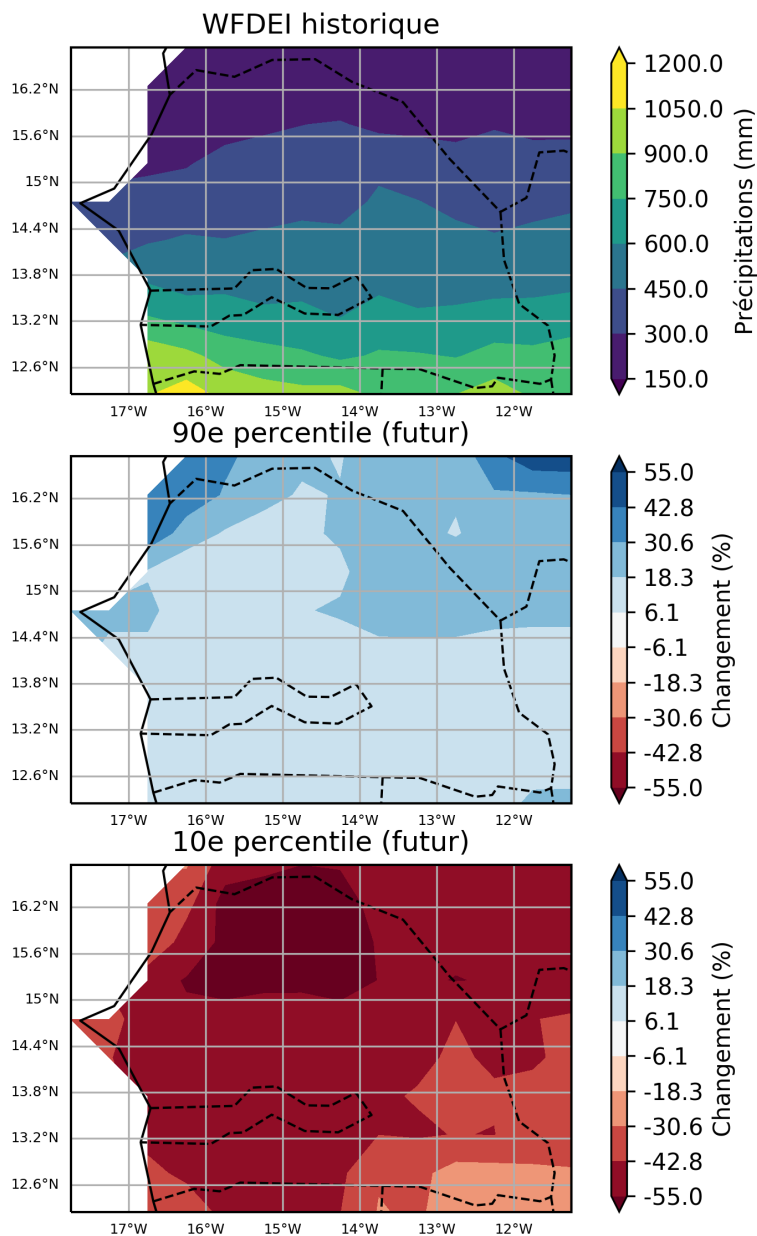 WFDEI historique
16.2°N
15.6°N
15°N
14.4°N
13.8°N
13.2°N
12.6°N
17°W 16°W 15°W 14°W 13°W 12°W
1200.0
1050.0
900.0
750.0
600.0
450.0
300.0
150.0
Précipitations (mm)
90e percentile (futur)
16.2°N
15.6°N
15°N
14.4°N
13.8°N
13.2°N
12.6°N
17°W 16°W 15°W 14°W 13°W 12°W
55.0
42.8
30.6
18.3
6.1
-6.1
-18.3
-30.6
-42.8
-55.0
Changement (%)
10e percentile (futur)
16.2°N
15.6°N
15°N
14.4°N
13.8°N
13.2°N
12.6°N
17°W 16°W 15°W 14°W 13°W 12°W
55.0
42.8
30.6
18.3
6.1
-6.1
-18.3
-30.6
-42.8
-55.0
Changement (%)